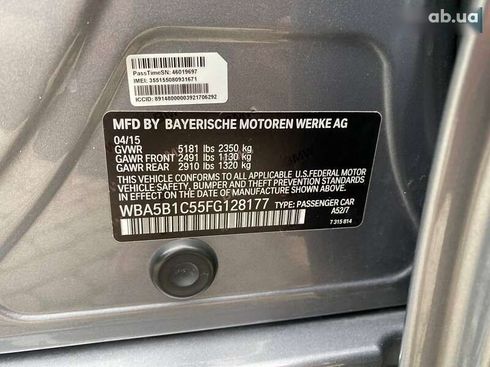 ab.ua
PassTimeSN: 46019697
IMEI: 355155080931671
ICCID: 89148000003921706292
MFD BY BAYERISCHE MOTOREN WERKE AG
04/15
GVWR 5181 lbs 2350 kg
GAWR FRONT 2491 lbs 1130 kg
GAWR REAR 2910 lbs 1320 kg
THIS VEHICLE CONFORMS TO ALL APPLICABLE U.S.FEDERAL MOTOR
VEHICLE SAFETY, BUMPER, AND THEFT PREVENTION STANDARDS
IN EFFECT ON THE DATE OF MANUFACTURE SHOWN ABOVE.
WBA5B1C55FG128177 TYPE: PASSENGER CAR
A52/7
7 315 814